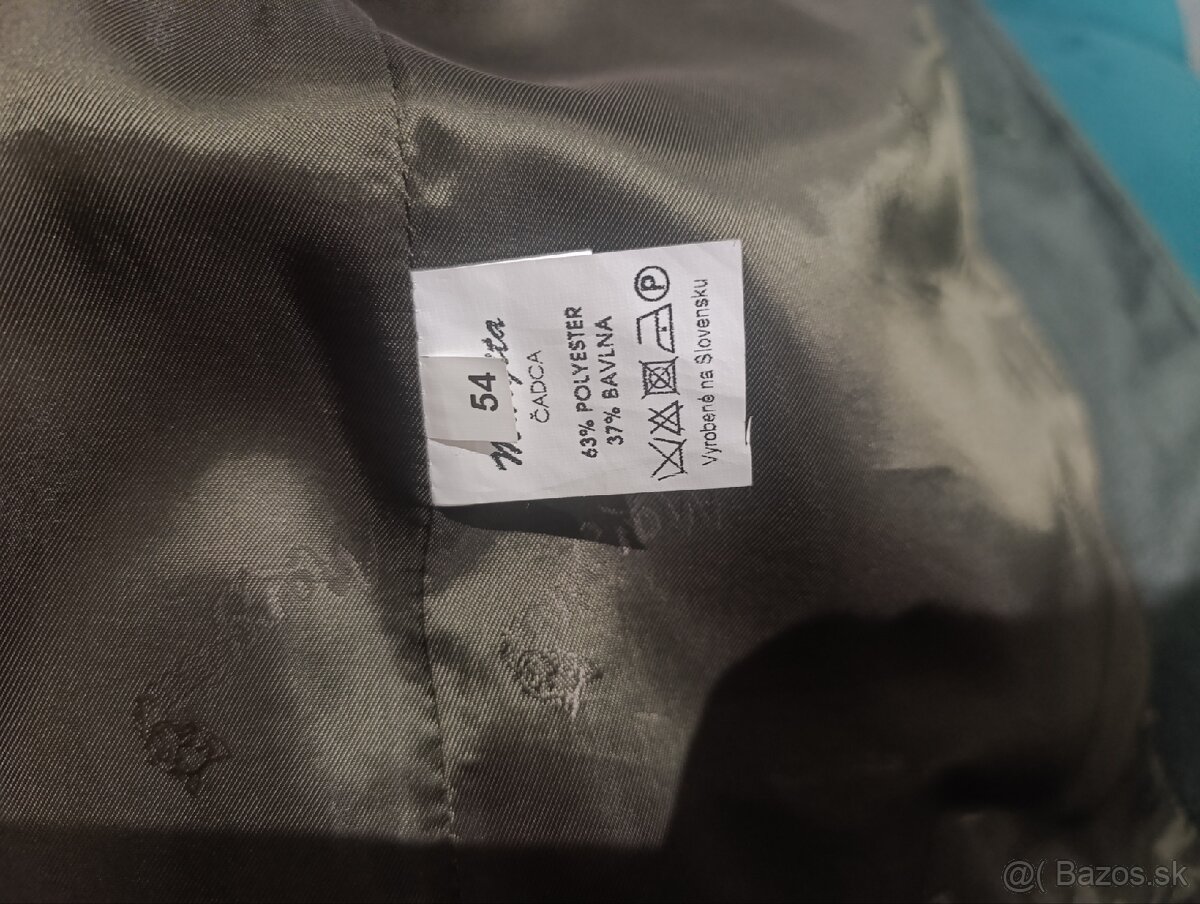 54
ČADCA
63% POLYESTER
37% BAVLNA
P
Vyrobené na Slovensku
@( Bazos.sk